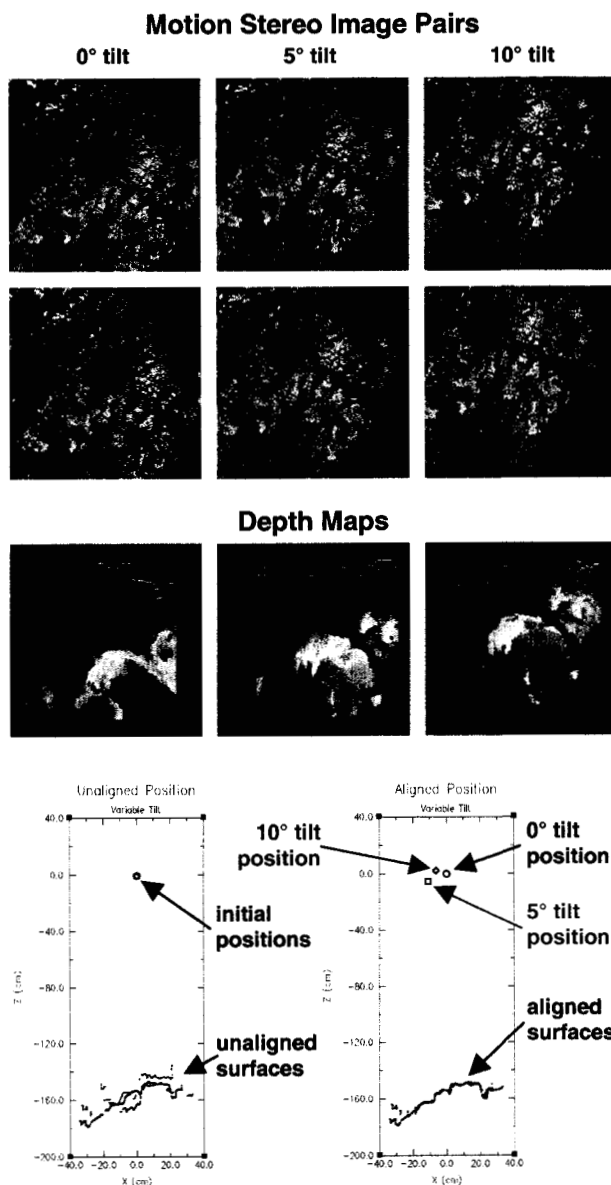 Motion Stereo Image Pairs
0° tilt 5° tilt 10° tilt
Depth Maps
Unaligned Position
Variable Tilt
40.0
0.0
-40.0
-80.0
-120.0
-160.0
-200.0
-40.0 -20.0 0.0 20.0 40.0
X (cm)
Z (cm)
initial
positions
unaligned
surfaces
Aligned Position
Variable Tilt
40.0
0.0
-40.0
-80.0
-120.0
-160.0
-200.0
-40.0 -20.0 0.0 20.0 40.0
X (cm)
Z (cm)
10° tilt
position
0° tilt
position
5° tilt
position
aligned
surfaces